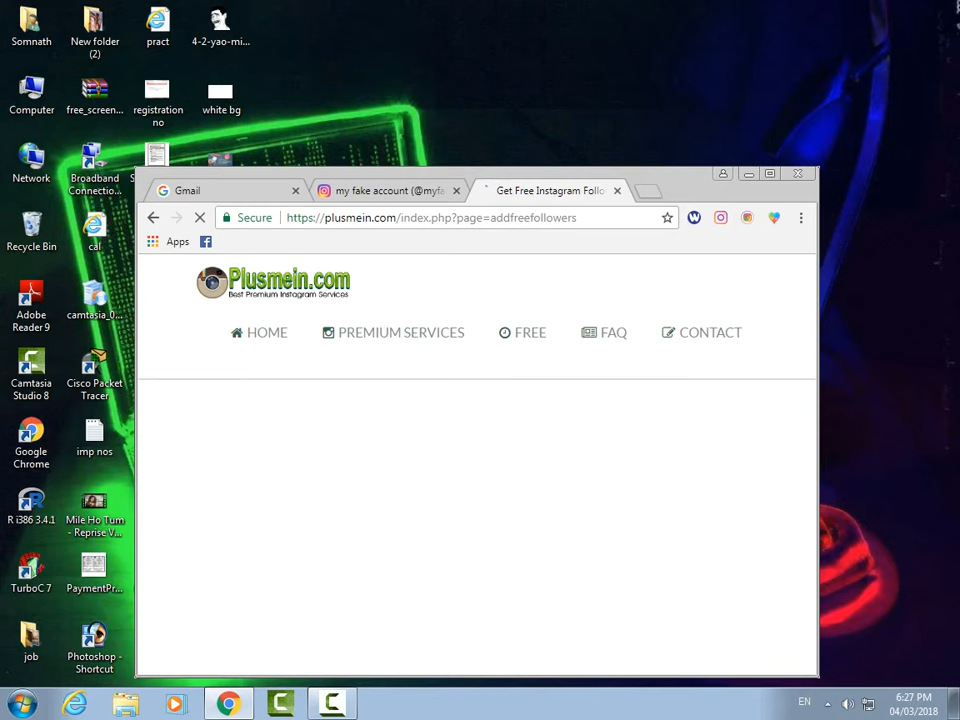 Somnath
New folder
(2)
pract
4-2-yao-mi...
Computer
free_screen...
registration
no
white bg
Network
Broadband
Connectio...
Recycle Bin
cal
Adobe
Reader 9
camtasia_0...
Camtasia
Studio 8
Cisco Packet
Tracer
Google
Chrome
imp nos
R i386 3.4.1
Mile Ho Tum
- Reprise V...
TurboC 7
PaymentPr...
job
Photoshop -
Shortcut
Gmail
my fake account (@myfa
Get Free Instagram Follo
Secure
https://plusmein.com/index.php?page=addfreefollowers
Apps
Plusmein.com
Best Premium Instagram Services
HOME
PREMIUM SERVICES
FREE
FAQ
CONTACT
EN
6:27 PM
04/03/2018